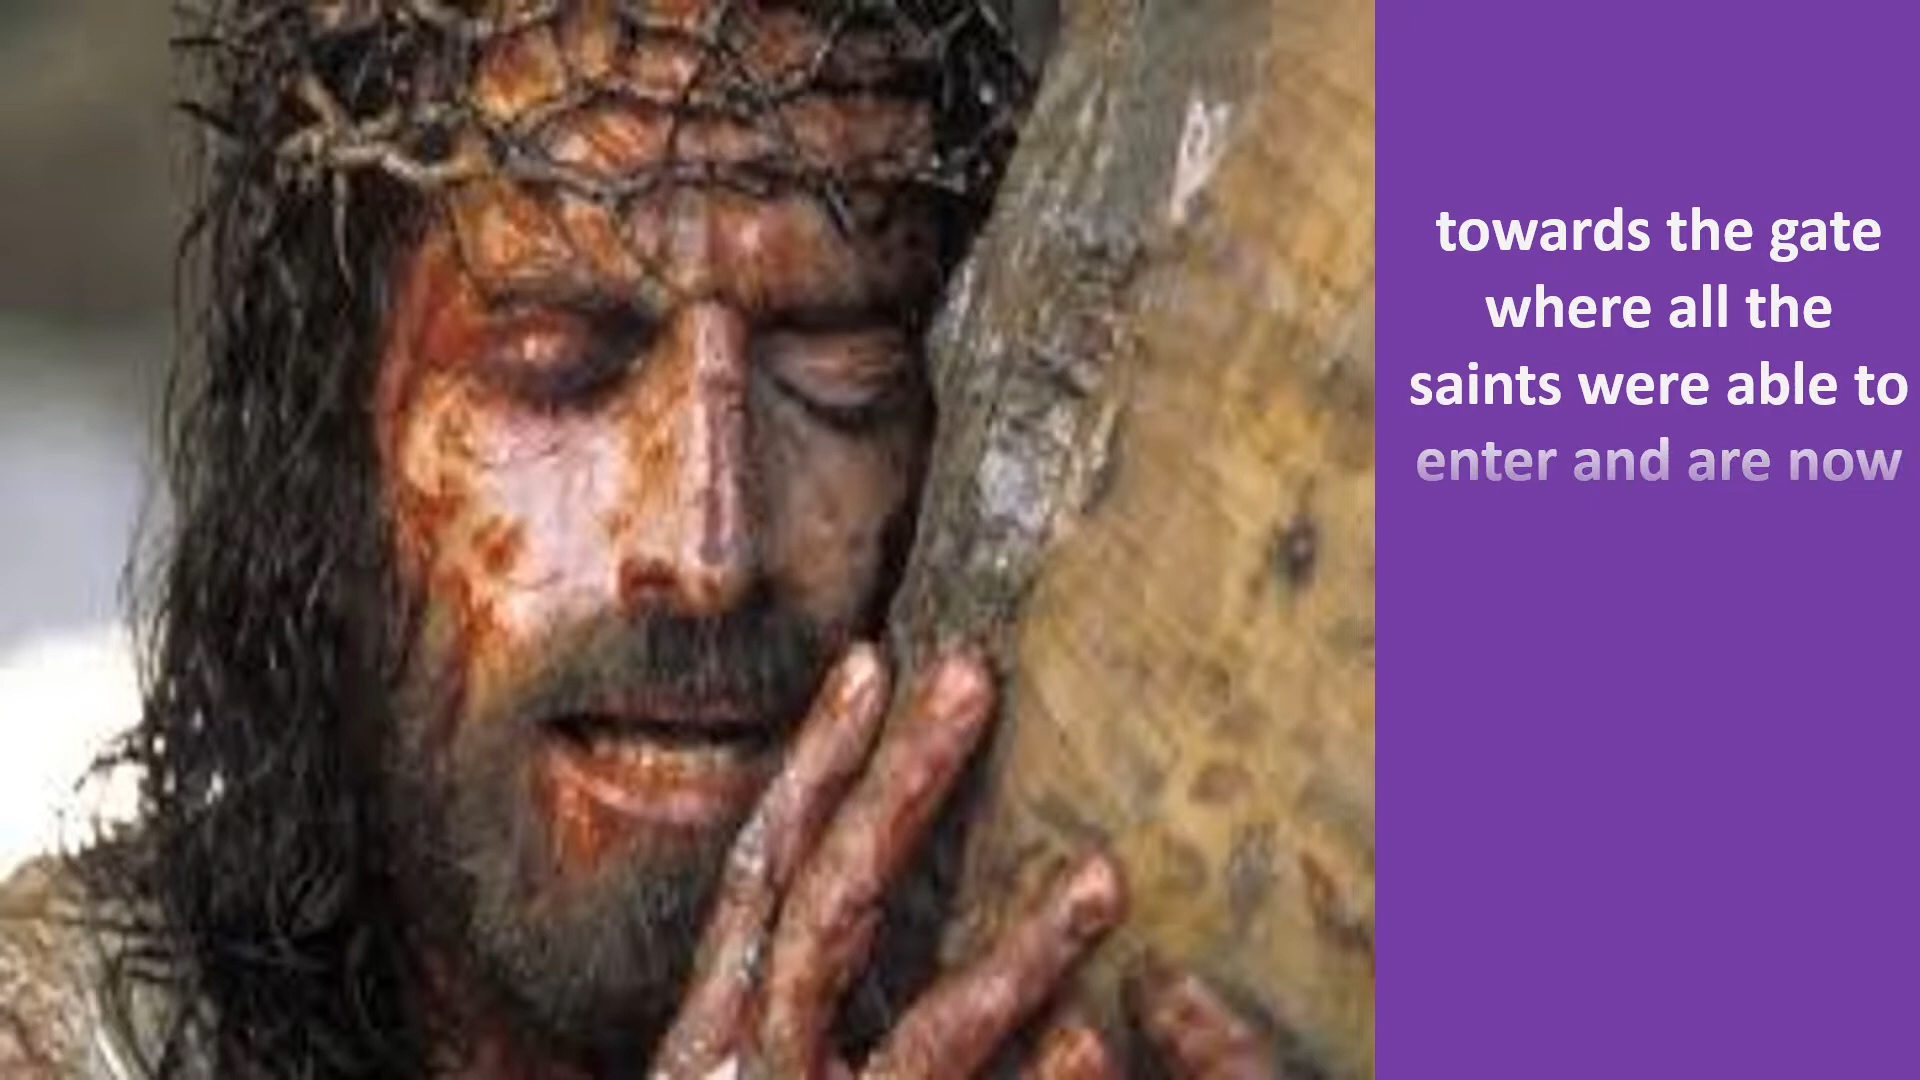 towards the gate
where all the
saints were able to
enter and are now